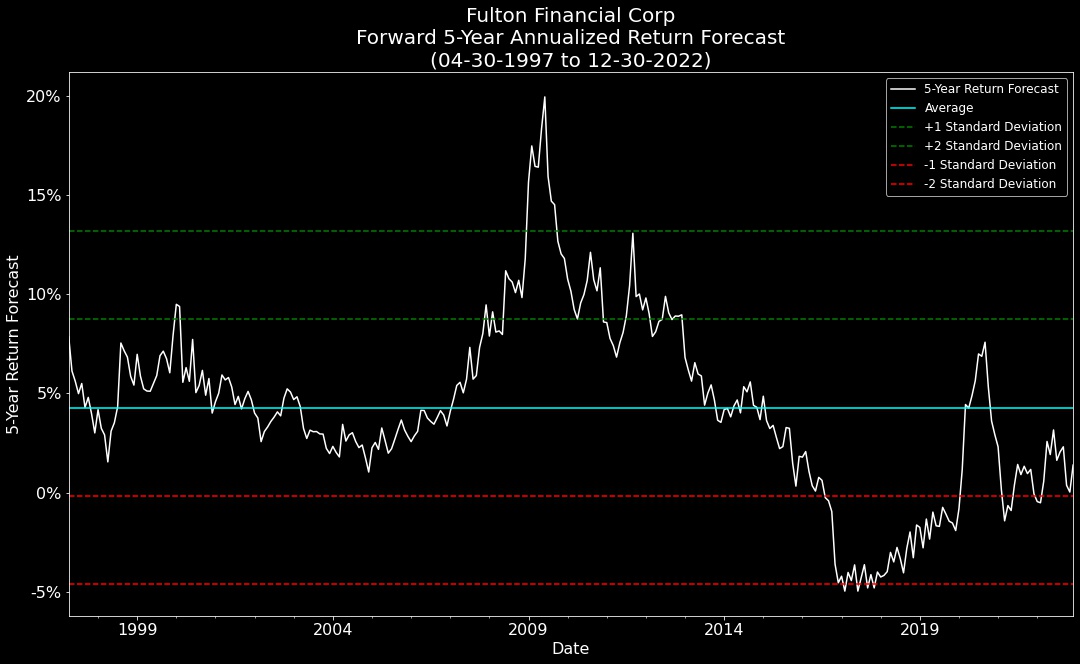 Fulton Financial Corp
Forward 5-Year Annualized Return Forecast
(04-30-1997 to 12-30-2022)
5-Year Return Forecast
Average
+1 Standard Deviation
+2 Standard Deviation
-1 Standard Deviation
-2 Standard Deviation
5-Year Return Forecast
20%
15%
10%
5%
0%
-5%
1999 2004 2009 2014 2019
Date